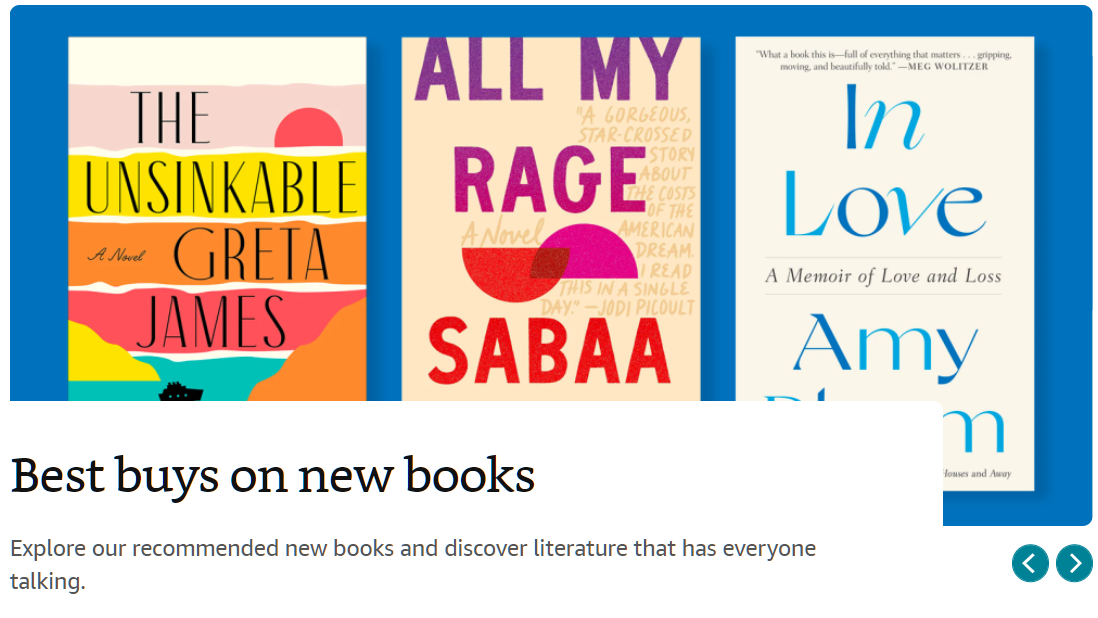 THE
UNSINKABLE
A Novel GRETA
JAMES
ALL MY
"A GORGEOUS,
STAR-CROSSED
STORY
RAGE
ABOUT
THE COSTS
OF THE
A Novel
AMERICAN
DREAM.
I READ
THIS IN A SINGLE
DAY." —JODI PICOULT
SABAA
"What a book this is—full of everything that matters . . . gripping,
moving, and beautifully told." —MEG WOLITZER
In
Love
A Memoir of Love and Loss
Amy
Houses and Away
Best buys on new books
Explore our recommended new books and discover literature that has everyone
talking.